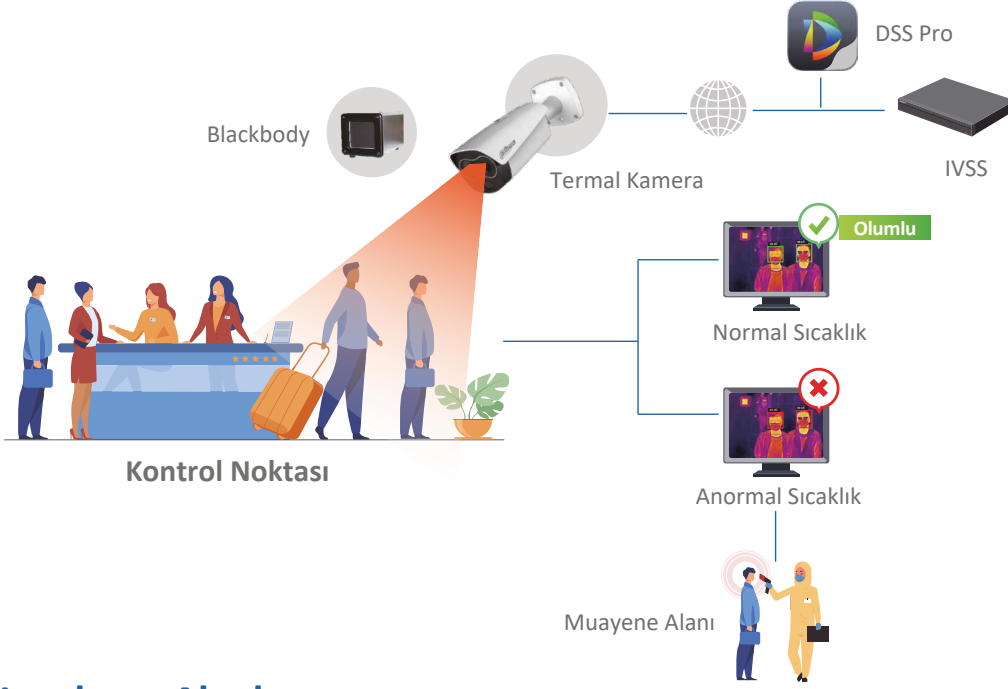 DSS Pro
Blackbody
IVSS
Termal Kamera
Olumlu
Normal Sıcaklık
Kontrol Noktası
Anormal Sıcaklık
Muayene Alanı